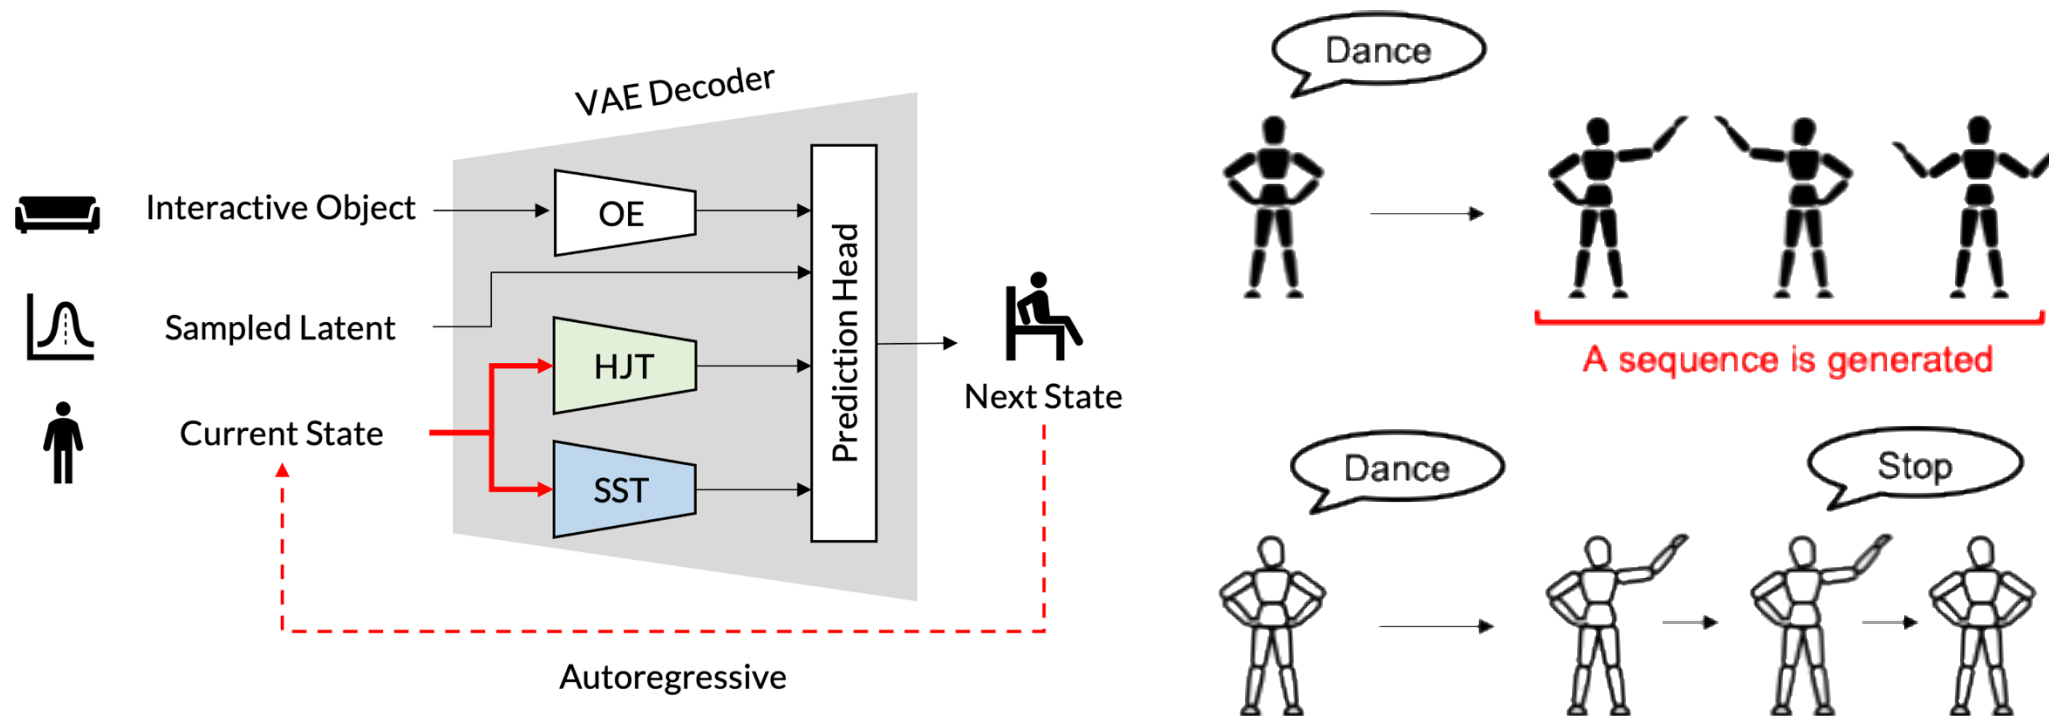 VAE Decoder
Interactive Object
OE
Sampled Latent
HJT
Current State
SST
Prediction Head
Next State
Autoregressive
Dance
A sequence is generated
Dance
Stop